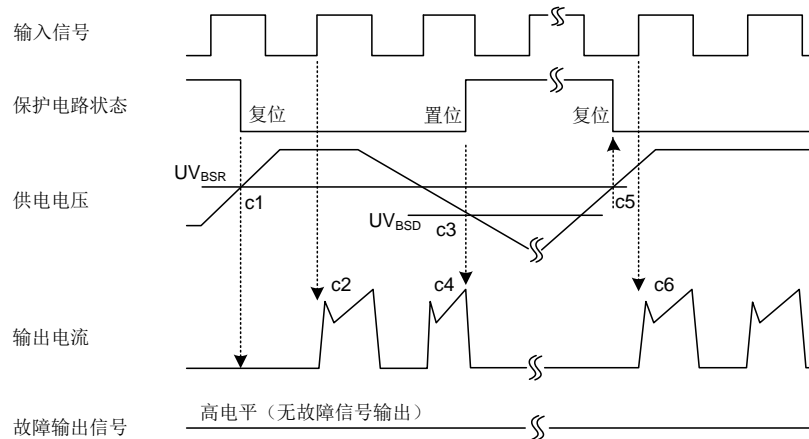 输入信号
保护电路状态
复位
置位
复位
UVBSR
c1
c5
供电电压
UVBSD
c3
c2
c4
c6
输出电流
高电平（无故障信号输出）
故障输出信号